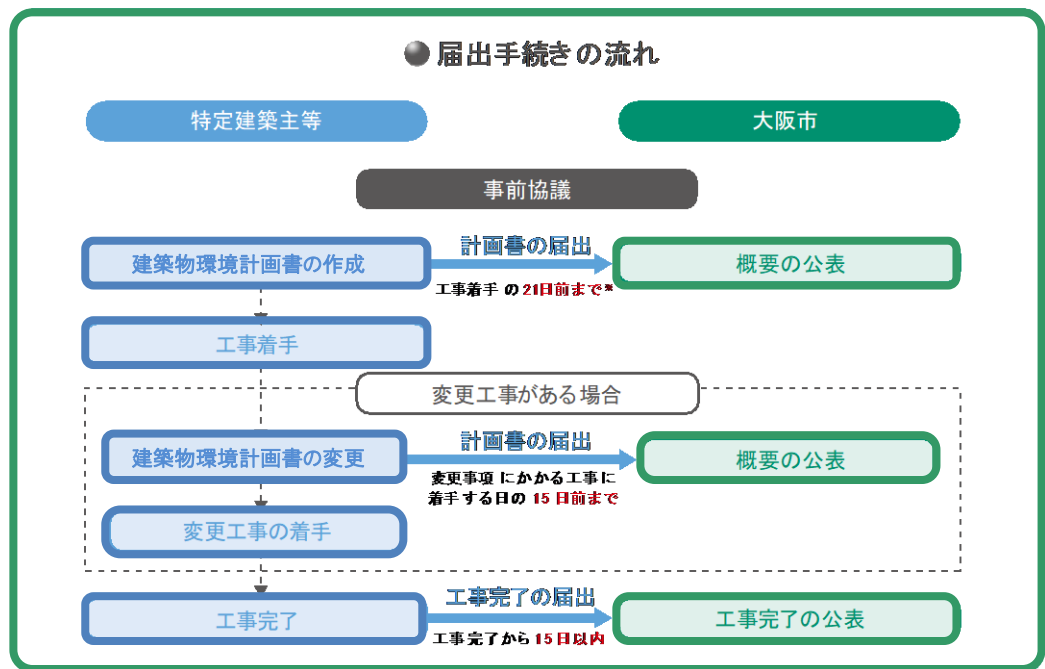 ●届出手続きの流れ
特定建築主等
大阪市
事前協議
建築物環境計画書の作成
計画書の届出
工事着手の21日前まで※
概要の公表
工事着手
変更工事がある場合
建築物環境計画書の変更
計画書の届出
変更事項にかかる工事に
着手する日の15日前まで
概要の公表
変更工事の着手
工事完了
工事完了の届出
工事完了から15日以内
工事完了の公表